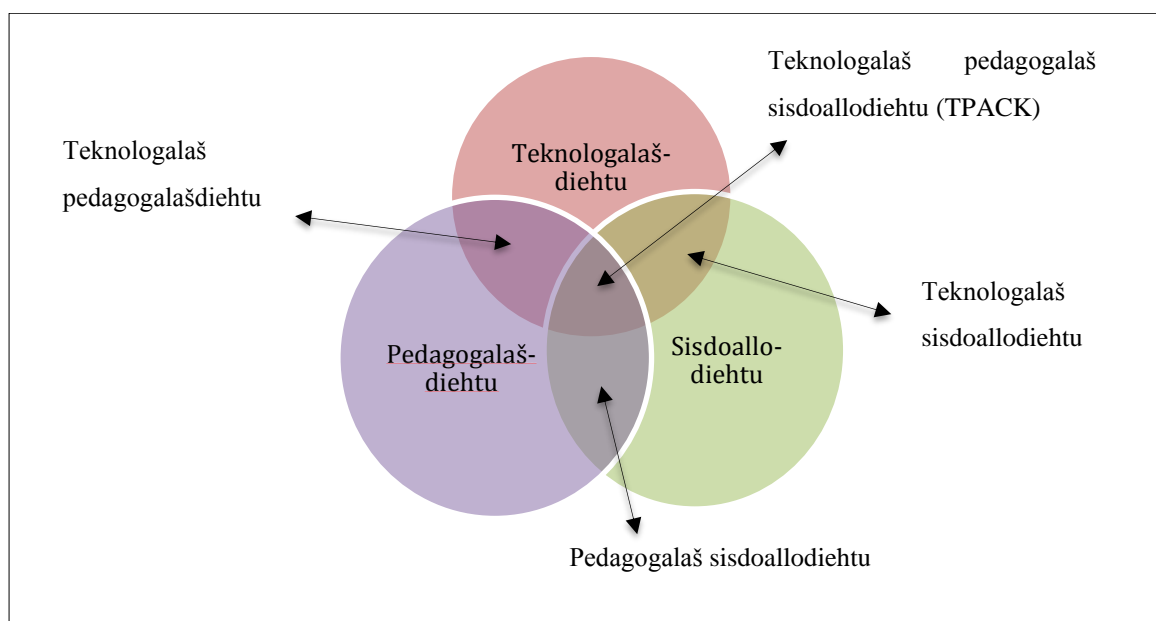 Teknologalaš pedagogalaš
sisdoallodiehtu (TPACK)
Teknologalaš
pedagogalašdiehtu
Teknologalaš-
diehtu
Teknologalaš
sisdoallodiehtu
Pedagogalaš-
diehtu
Sisdoallo-
diehtu
Pedagogalaš sisdoallodiehtu